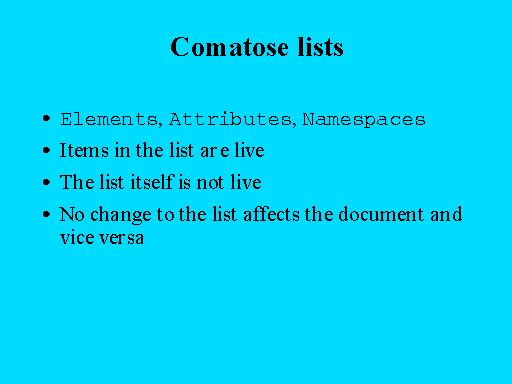 Comatose lists
• Elements, Attributes, Namespaces
• Items in the list are live
• The list itself is not live
• No change to the list affects the document and
vice versa